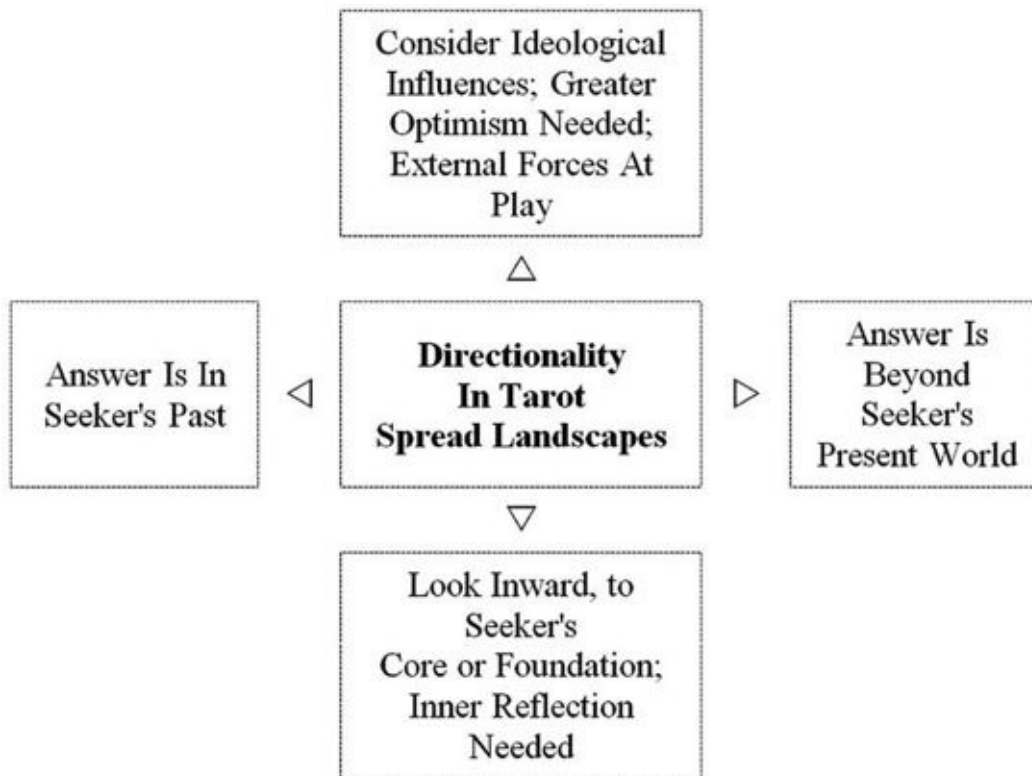 Consider Ideological
Influences; Greater
Optimism Needed;
External Forces At
Play
Answer Is In
Seeker's Past
Directionality
In Tarot
Spread Landscapes
Answer Is
Beyond
Seeker's
Present World
Look Inward, to
Seeker's
Core or Foundation;
Inner Reflection
Needed